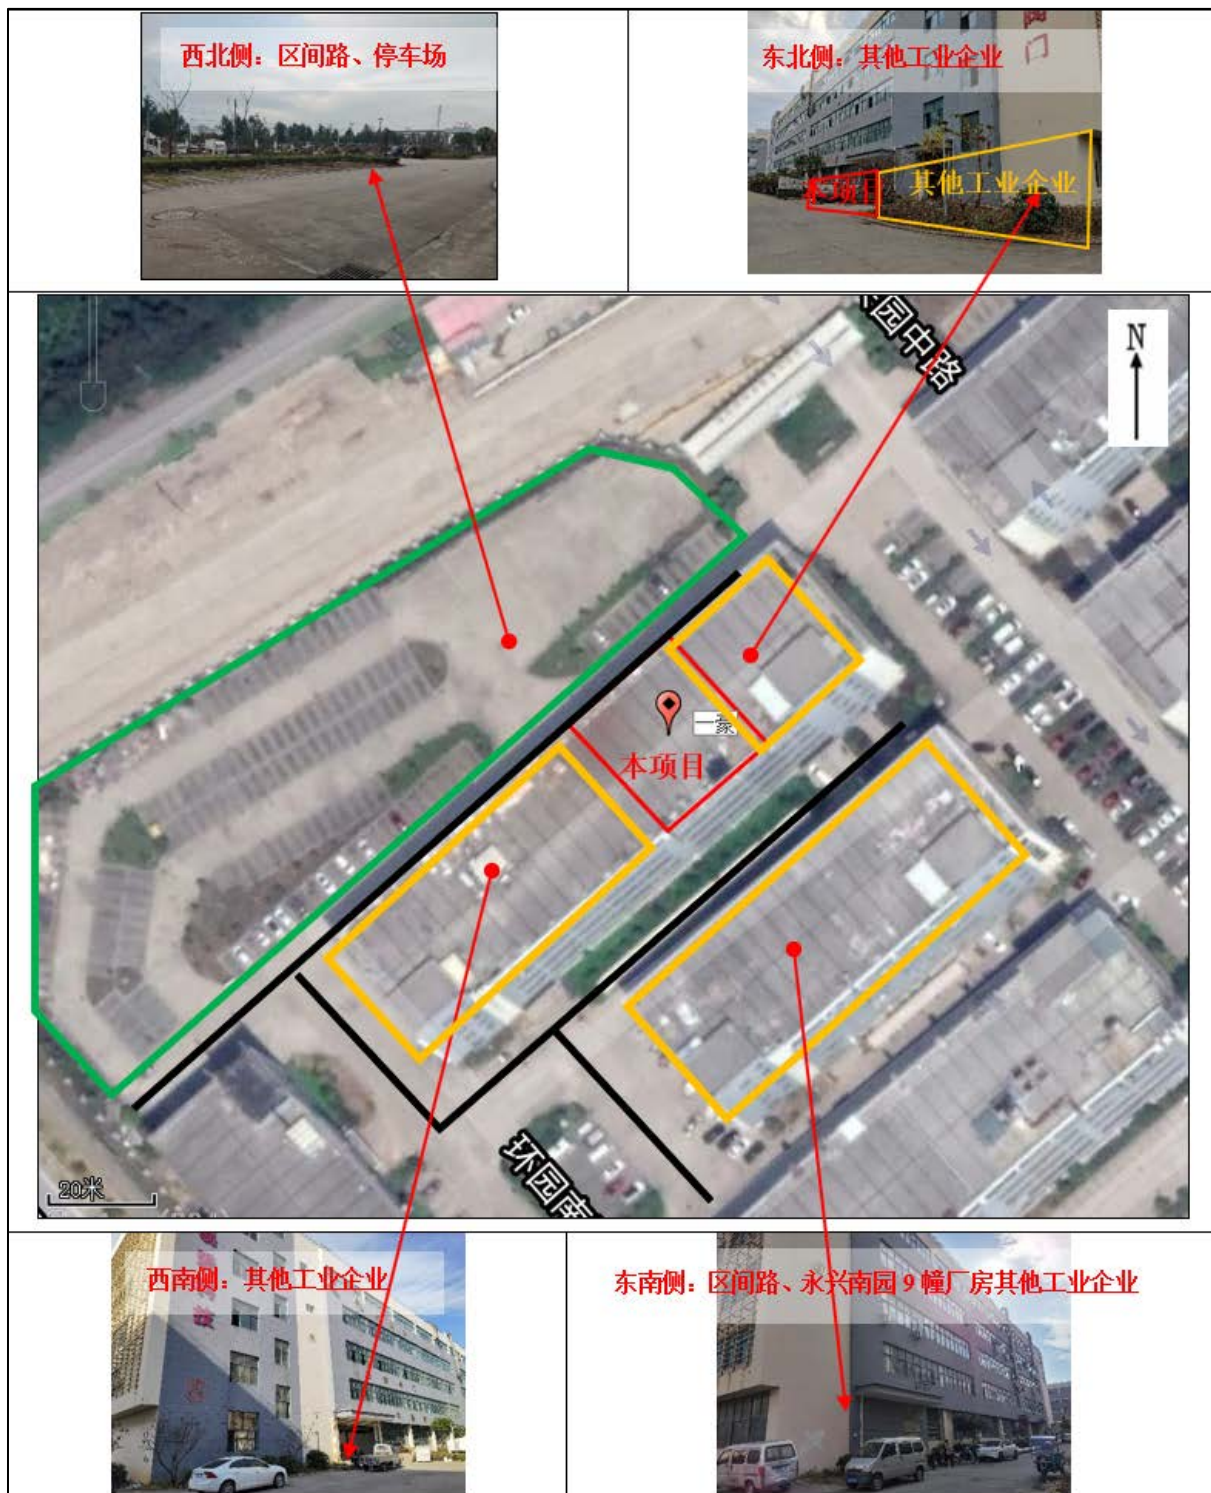 西北侧：区间路、停车场
东北侧：其他工业企业
本项目
其他工业企业
环园中路
N
一豪
本项目
环园南
20米
西南侧：其他工业企业
东南侧：区间路、永兴南园9幢厂房其他工业企业